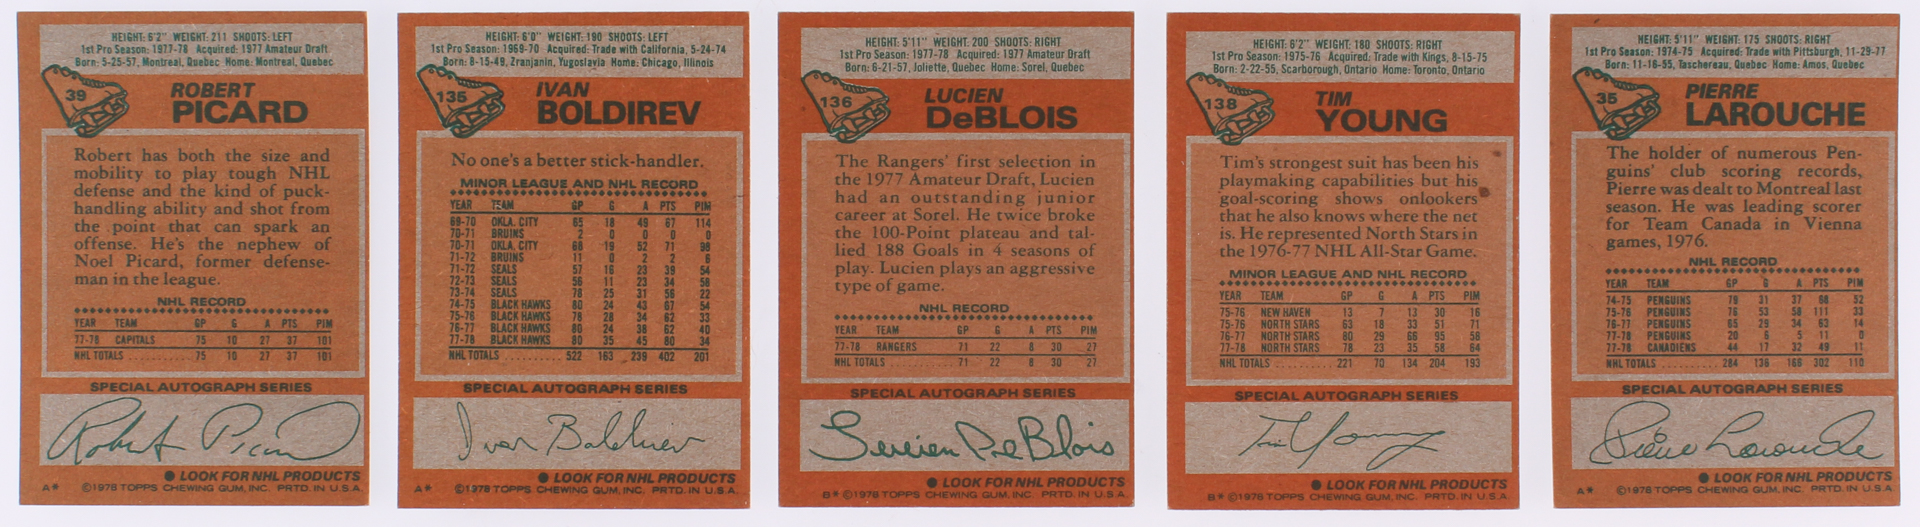 HEIGHT: 6'2" WEIGHT: 211 SHOOTS: LEFT
1st Pro Season: 1977-78 Acquired: 1977 Amateur Draft
Born: 5-25-57, Montreal, Quebec Home: Montreal, Quebec
39
ROBERT
PICARD
Robert has both the size and
mobility to play tough NHL
defense and the kind of puck-
handling ability and shot from
the point that can spark an
offense. He's the nephew of
Noel Picard, former defense-
man in the league.
NHL RECORD
YEAR TEAM GP G A PTS PIM
77-78 CAPITALS 75 10 27 37 101
NHL TOTALS 75 10 27 37 101
SPECIAL AUTOGRAPH SERIES
Robert Picard
● LOOK FOR NHL PRODUCTS
A* ©1978 TOPPS CHEWING GUM, INC. PRTD. IN U.S.A.
HEIGHT: 6'0" WEIGHT: 190 SHOOTS: LEFT
1st Pro Season: 1969-70 Acquired: Trade with California, 5-24-74
Born: 8-15-49, Zranjanin, Yugoslavia Home: Chicago, Illinois
135
IVAN
BOLDIREV
No one's a better stick-handler.
MINOR LEAGUE AND NHL RECORD
YEAR TEAM GP G A PTS PIM
69-70 OKLA. CITY 65 18 49 67 114
70-71 BRUINS 2 0 0 0 0
70-71 OKLA. CITY 68 19 52 71 98
71-72 BRUINS 11 0 2 2 6
71-72 SEALS 57 16 23 39 54
72-73 SEALS 56 11 23 34 58
73-74 SEALS 78 25 31 56 22
74-75 BLACK HAWKS 80 24 43 67 54
75-76 BLACK HAWKS 78 28 34 62 33
76-77 BLACK HAWKS 80 24 38 62 40
77-78 BLACK HAWKS 80 35 45 80 34
NHL TOTALS 522 163 239 402 201
SPECIAL AUTOGRAPH SERIES
Ivan Boldirev
● LOOK FOR NHL PRODUCTS
A* ©1978 TOPPS CHEWING GUM, INC. PRTD. IN U.S.A.
HEIGHT: 5'11" WEIGHT: 200 SHOOTS: RIGHT
1st Pro Season: 1977-78 Acquired: 1977 Amateur Draft
Born: 6-21-57, Joliette, Quebec Home: Sorel, Quebec
136
LUCIEN
DeBLOIS
The Rangers' first selection in
the 1977 Amateur Draft, Lucien
had an outstanding junior
career at Sorel. He twice broke
the 100-Point plateau and tal-
lied 188 Goals in 4 seasons of
play. Lucien plays an aggressive
type of game.
NHL RECORD
YEAR TEAM GP G A PTS PIM
77-78 RANGERS 71 22 8 30 27
NHL TOTALS 71 22 8 30 27
SPECIAL AUTOGRAPH SERIES
Lucien DeBlois
● LOOK FOR NHL PRODUCTS
B* ©1978 TOPPS CHEWING GUM, INC. PRTD. IN U.S.A.
HEIGHT: 6'2" WEIGHT: 180 SHOOTS: RIGHT
1st Pro Season: 1975-76 Acquired: Trade with Kings, 8-15-75
Born: 2-22-55, Scarborough, Ontario Home: Toronto, Ontario
138
TIM
YOUNG
Tim's strongest suit has been his
playmaking capabilities but his
goal-scoring shows onlookers
that he also knows where the net
is. He represented North Stars in
the 1976-77 NHL All-Star Game.
MINOR LEAGUE AND NHL RECORD
YEAR TEAM GP G A PTS PIM
75-76 NEW HAVEN 13 7 13 30 16
75-76 NORTH STARS 63 18 33 51 71
76-77 NORTH STARS 80 29 66 95 58
77-78 NORTH STARS 78 23 35 58 64
NHL TOTALS 221 70 134 204 193
SPECIAL AUTOGRAPH SERIES
Tim Young
● LOOK FOR NHL PRODUCTS
B* ©1978 TOPPS CHEWING GUM, INC. PRTD. IN U.S.A.
HEIGHT: 5'11" WEIGHT: 175 SHOOTS: RIGHT
1st Pro Season: 1974-75 Acquired: Trade with Pittsburgh, 11-29-77
Born: 11-16-55, Taschereau, Quebec Home: Amos, Quebec
35
PIERRE
LAROUCHE
The holder of numerous Pen-
guins' club scoring records,
Pierre was dealt to Montreal last
season. He was leading scorer
for Team Canada in Vienna
games, 1976.
NHL RECORD
YEAR TEAM GP G A PTS PIM
74-75 PENGUINS 79 31 37 68 52
75-76 PENGUINS 76 53 58 111 33
76-77 PENGUINS 65 29 34 63 14
77-78 PENGUINS 20 6 5 11 0
77-78 CANADIENS 44 17 32 49 11
NHL TOTALS 284 136 166 302 110
SPECIAL AUTOGRAPH SERIES
Pierre Larouche
● LOOK FOR NHL PRODUCTS
A* ©1978 TOPPS CHEWING GUM, INC. PRTD. IN U.S.A.